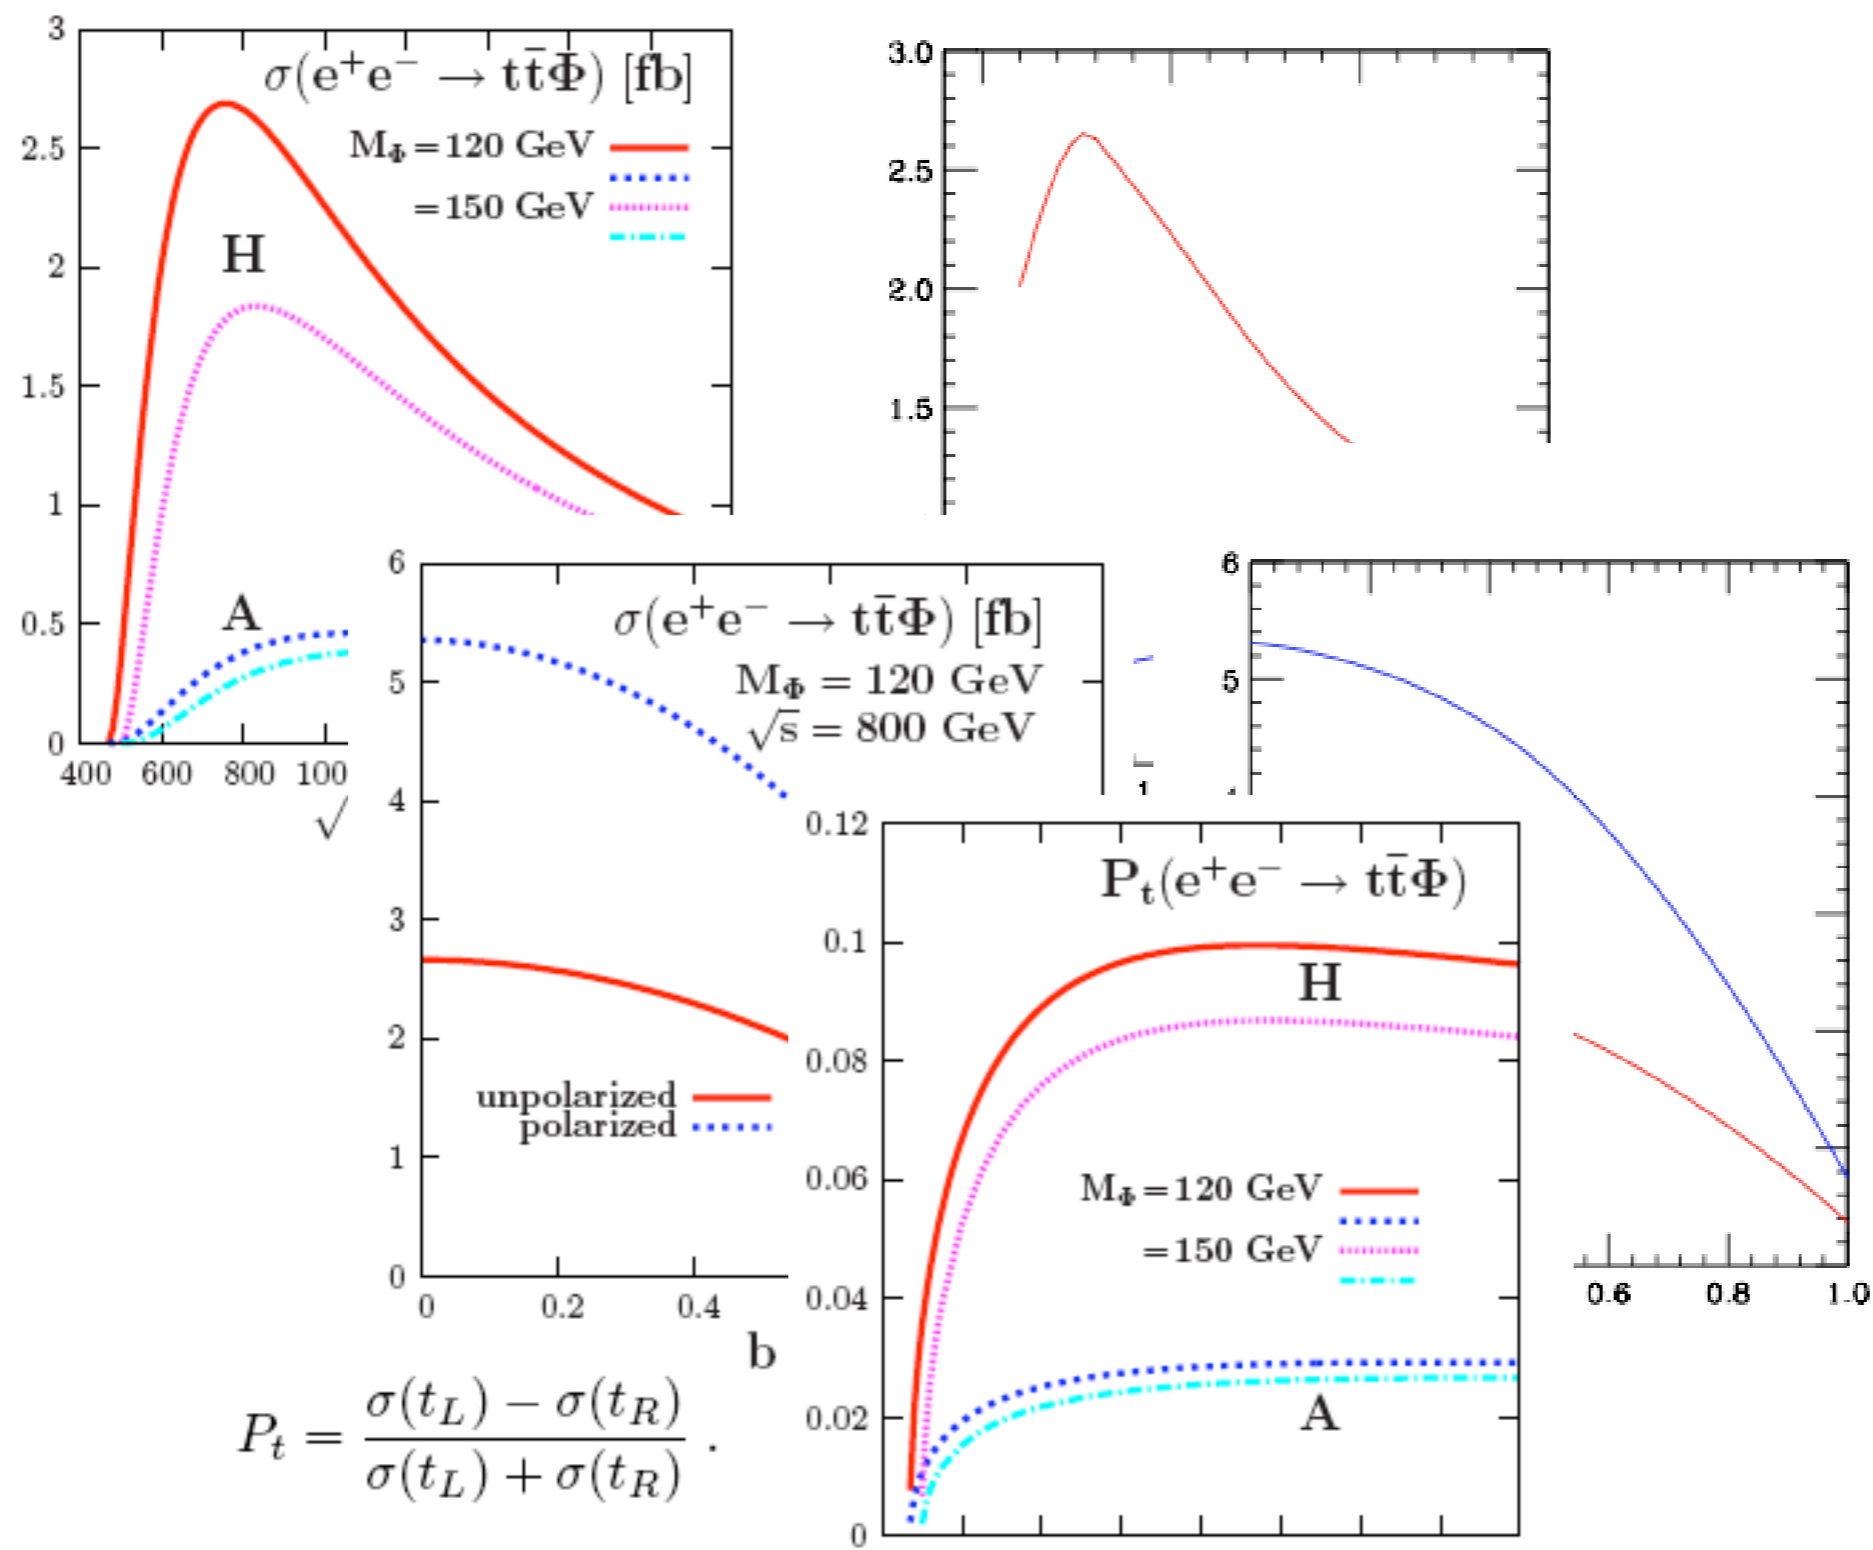 3
2.5
2
1.5
1
0.5
0
400 600 800 100
√
σ(e⁺e⁻ → tt̄Φ) [fb]
M_Φ = 120 GeV
= 150 GeV
H
A
3.0
2.5
2.0
1.5
6
5
4
3
2
1
0
0 0.2 0.4
b
σ(e⁺e⁻ → tt̄Φ) [fb]
M_Φ = 120 GeV
√s = 800 GeV
unpolarized
polarized
1
6
5
0.6 0.8 1.0
0.12
0.1
0.08
0.06
0.04
0.02
0
P_t(e⁺e⁻ → tt̄Φ)
H
M_Φ = 120 GeV
= 150 GeV
A
P_t = (σ(t_L) − σ(t_R)) / (σ(t_L) + σ(t_R)) .